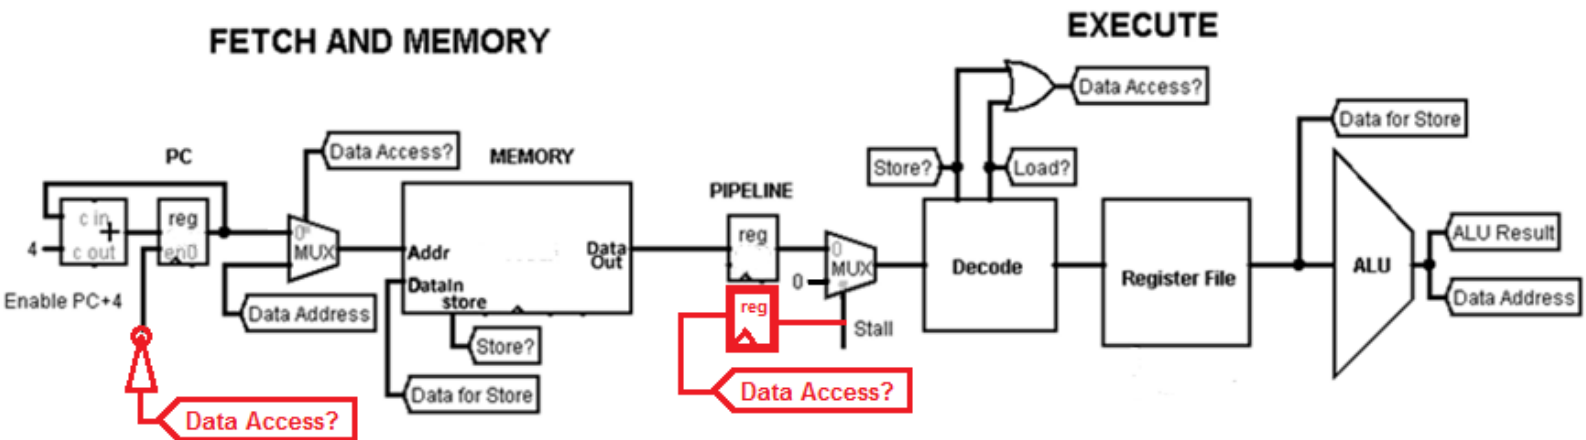 FETCH AND MEMORY
EXECUTE
Data Access?
Data for Store
PC
Data Access?
MEMORY
Store?
Load?
PIPELINE
c in
+
c out
reg
en0
4
0
MUX
Addr
Data
Out
reg
0
MUX
0
Decode
Register File
ALU
ALU Result
Data Address
Enable PC+4
Data Address
DataIn
store
reg
Stall
Store?
Data for Store
Data Access?
Data Access?